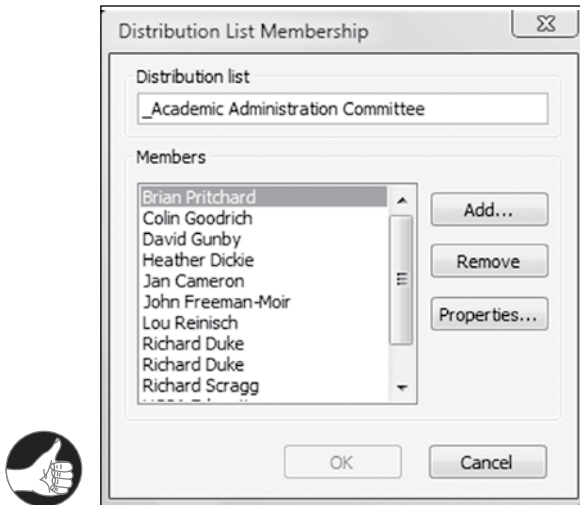 Distribution List Membership
Distribution list
_Academic Administration Committee
Members
Brian Pritchard
Colin Goodrich
David Gunby
Heather Dickie
Jan Cameron
John Freeman-Moir
Lou Reinisch
Richard Duke
Richard Duke
Richard Scragg
Add...
Remove
Properties...
OK
Cancel